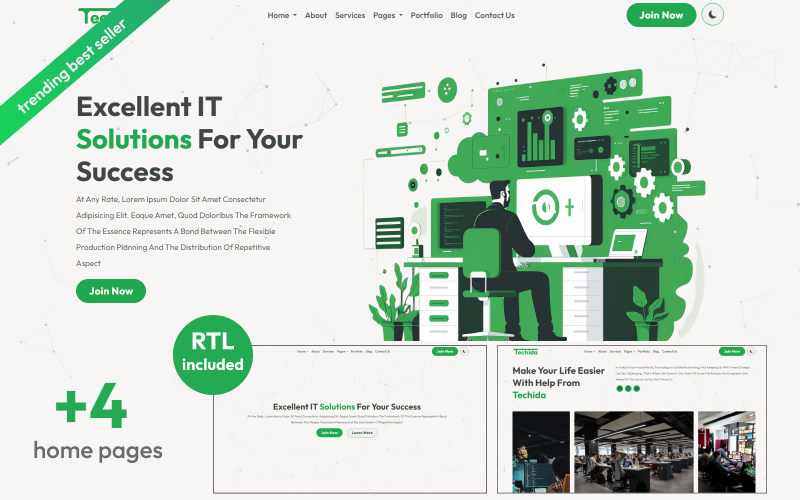 Tec
Home About Services Pages Portfolio Blog Contact Us
Join Now
trending best seller
Excellent IT
Solutions For Your
Success
At Any Rate, Lorem Ipsum Dolor Sit Amet Consectetur
Adipisicing Elit. Eaque Amet, Quod Doloribus The Framework
Of The Essence Represents A Bond Between The Flexible
Production Planning And The Distribution Of Repetitive
Aspect
Join Now
RTL
included
+4
home pages
Home About Services Pages Portfolio Blog Contact Us
Join Now
Excellent IT Solutions For Your Success
Join Now
Learn More
Techida
Home About Services Pages Portfolio Blog Contact Us
Join Now
Make Your Life Easier
With Help From
Techida